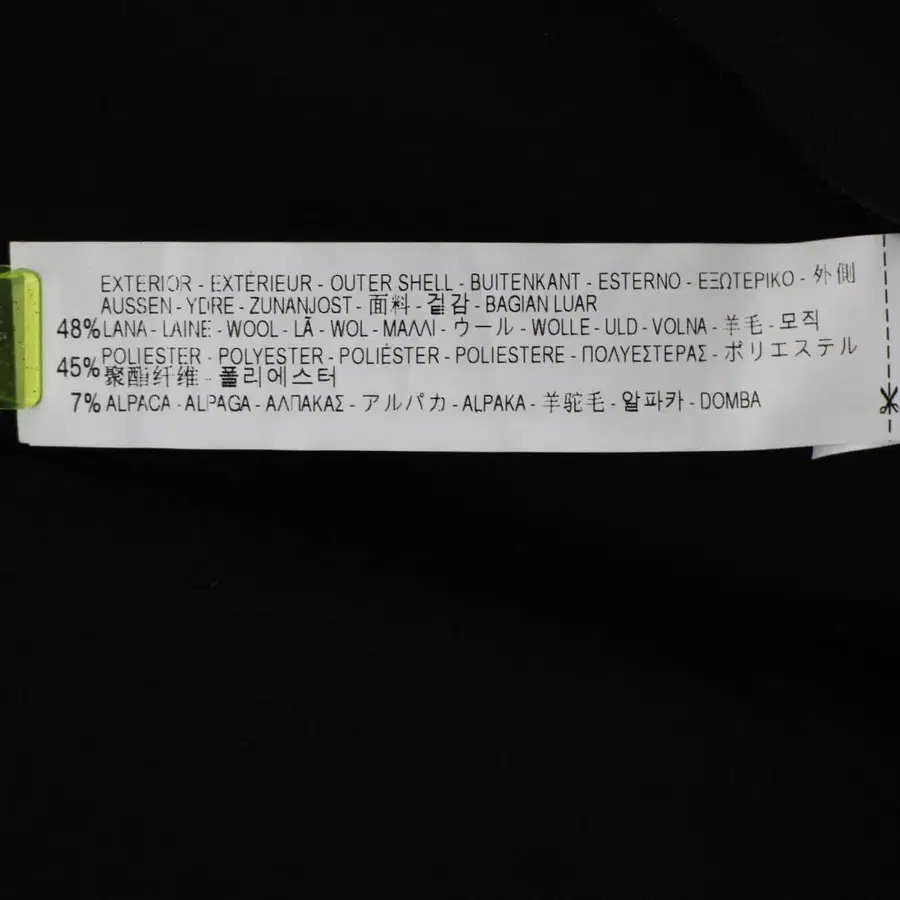 EXTERIOR - EXTÉRIEUR - OUTER SHELL - BUITENKANT - ESTERNO - ΕΞΩΤΕΡΙΚΟ - 外側
AUSSEN - YDRE - ZUNANJOST - 面料 - 겉감 - BAGIAN LUAR
48% LANA - LAINE - WOOL - LÃ - WOL - ΜΑΛΛΙ - ウール - WOLLE - ULD - VOLNA - 羊毛 - 모직
45% POLIESTER - POLYESTER - POLIÉSTER - POLIESTERE - ΠΟΛΥΕΣΤΕΡΑΣ - ポリエステル
聚酯纤维 - 폴리에스터
7% ALPACA - ALPAGA - ΑΛΠΑΚΑΣ - アルパカ - ALPAKA - 羊驼毛 - 알파카 - DOMBA